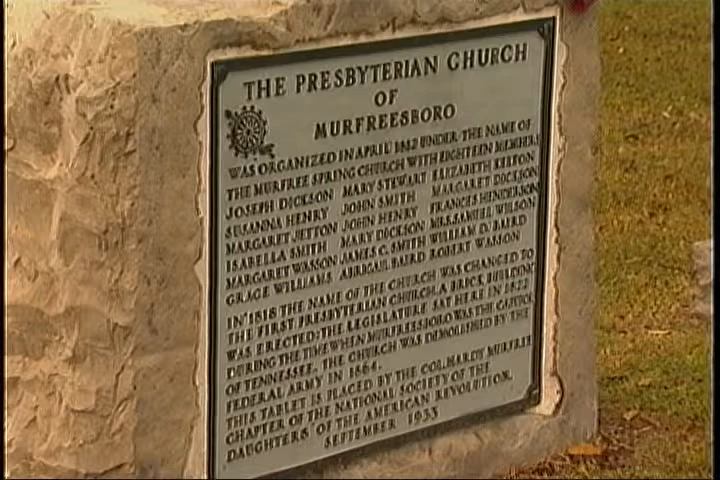 THE PRESBYTERIAN CHURCH
OF
MURFREESBORO
WAS ORGANIZED IN APRIL 1812 UNDER THE NAME OF
THE MURFREE SPRING CHURCH WITH EIGHTEEN MEMBERS
JOSEPH DICKSON MARY STEWART ELIZABETH KELTON
SUSANNA HENRY JOHN SMITH MARGARET DICKSON
MARGARET JETTON JOHN HENRY FRANCES HENDERSON
ISABELLA SMITH MARY DICKSON MRS. SAMUEL WILSON
MARGARET WASSON JAMES C. SMITH WILLIAM D. BAIRD
GRACE WILLIAMS ABIGAIL BAIRD ROBERT WASSON
IN 1818 THE NAME OF THE CHURCH WAS CHANGED TO
THE FIRST PRESBYTERIAN CHURCH. A BRICK BUILDING
WAS ERECTED: THE LEGISLATURE SAT HERE IN 1822
DURING THE TIME WHEN MURFREESBORO WAS THE CAPITOL
OF TENNESSEE. THE CHURCH WAS DEMOLISHED BY THE
FEDERAL ARMY IN 1864.
THIS TABLET IS PLACED BY THE COL. HARDY MURFREE
CHAPTER OF THE NATIONAL SOCIETY OF THE
DAUGHTERS OF THE AMERICAN REVOLUTION.
SEPTEMBER 1933